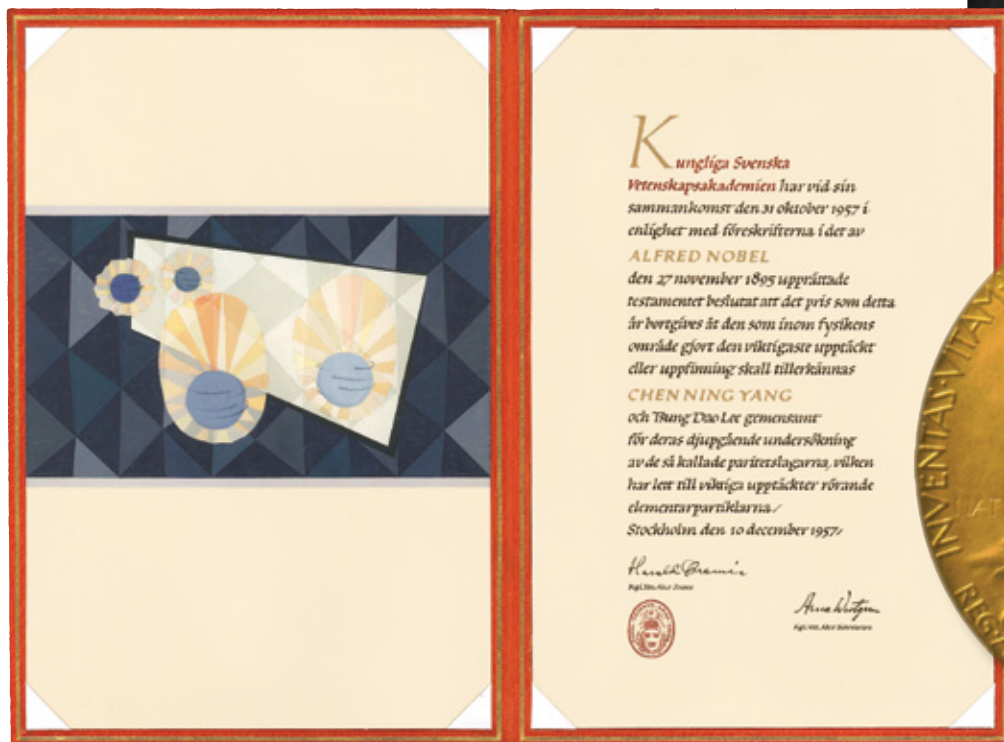 Kungliga Svenska
Vetenskapsakademien har vid sin
sammankomst den 31 oktober 1957 i
enlighet med föreskrifterna i det av
ALFRED NOBEL
den 27 november 1895 upprättade
testamentet beslutat att det pris som detta
år bortgives åt den som inom fysikens
område gjort den viktigaste upptäckt
eller uppfinning skall tillerkännas
CHEN NING YANG
och Tsung Dao Lee gemensamt
för deras djupgående undersökning
av de så kallade paritetslagarna, vilken
har lett till viktiga upptäckter rörande
elementarpartiklarna
Stockholm den 10 december 1957
INVENTAS·VITAM
NAT
REG